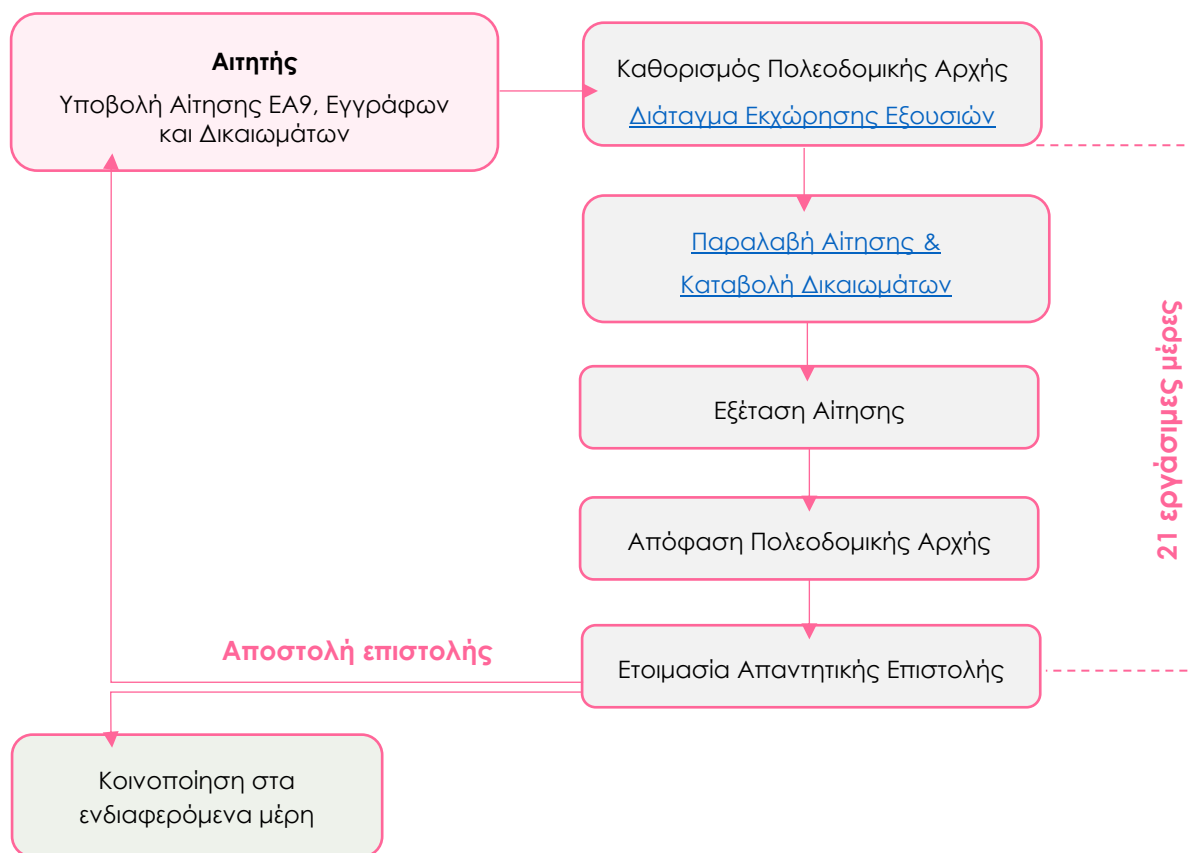 Αιτητής
Υποβολή Αίτησης ΕΑ9, Εγγράφων
και Δικαιωμάτων
Καθορισμός Πολεοδομικής Αρχής
Διάταγμα Εκχώρησης Εξουσιών
Παραλαβή Αίτησης &
Καταβολή Δικαιωμάτων
Εξέταση Αίτησης
Απόφαση Πολεοδομικής Αρχής
Ετοιμασία Απαντητικής Επιστολής
21 εργάσιμες μέρες
Αποστολή επιστολής
Κοινοποίηση στα
ενδιαφερόμενα μέρη